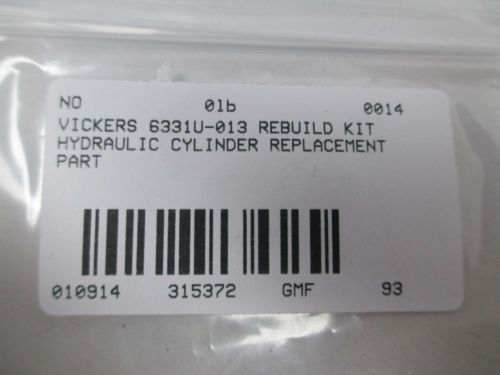 NO 01b 0014
VICKERS 6331U-013 REBUILD KIT
HYDRAULIC CYLINDER REPLACEMENT
PART
010914 315372 GMF 93